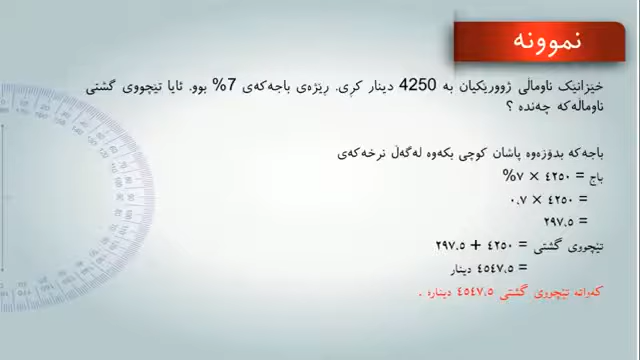 نموونە
خێزانێک ناوماڵی ژوورێکیان بە 4250 دینار کڕی. ڕێژەی باجەکەی 7% بوو. ئایا تێچووی گشتی
ناوماڵەکە چەندە ؟
باجەکە بدۆزەوە پاشان کۆچی بکەوە لەگەڵ نرخەکەی
باج = ٤٢٥٠ × ٧%
= ٤٢٥٠ × ٠.٧
= ٢٩٧.٥
تێچووی گشتی = ٤٢٥٠ + ٢٩٧.٥
= ٤٥٤٧,٥ دینار
کەواتە تێچووی گشتی ٤٥٤٧,٥ دینارە .